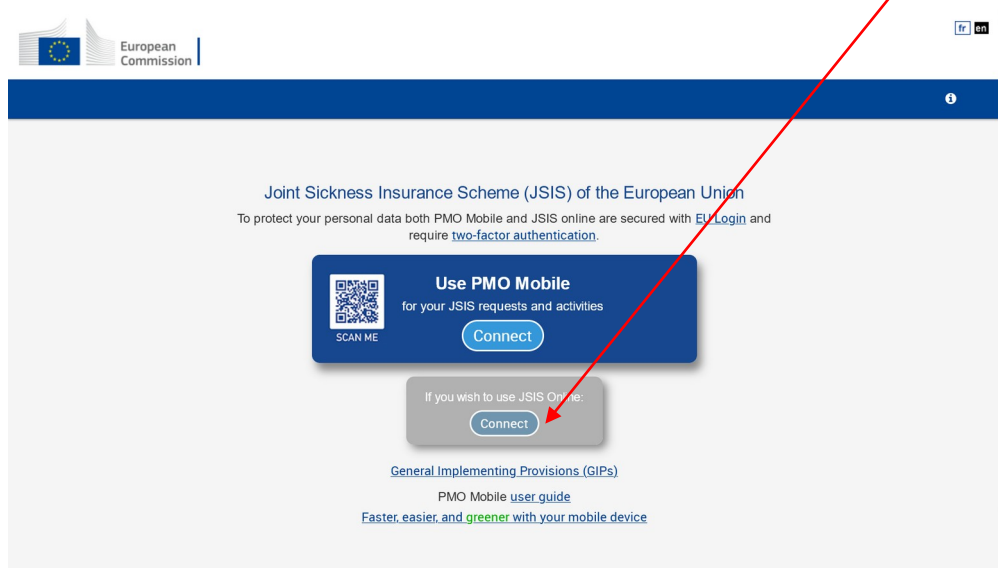 European
Commission
fr en
Joint Sickness Insurance Scheme (JSIS) of the European Union
To protect your personal data both PMO Mobile and JSIS online are secured with EU Login and
require two-factor authentication.
Use PMO Mobile
for your JSIS requests and activities
SCAN ME
Connect
If you wish to use JSIS Online:
Connect
General Implementing Provisions (GIPs)
PMO Mobile user guide
Faster, easier, and greener with your mobile device